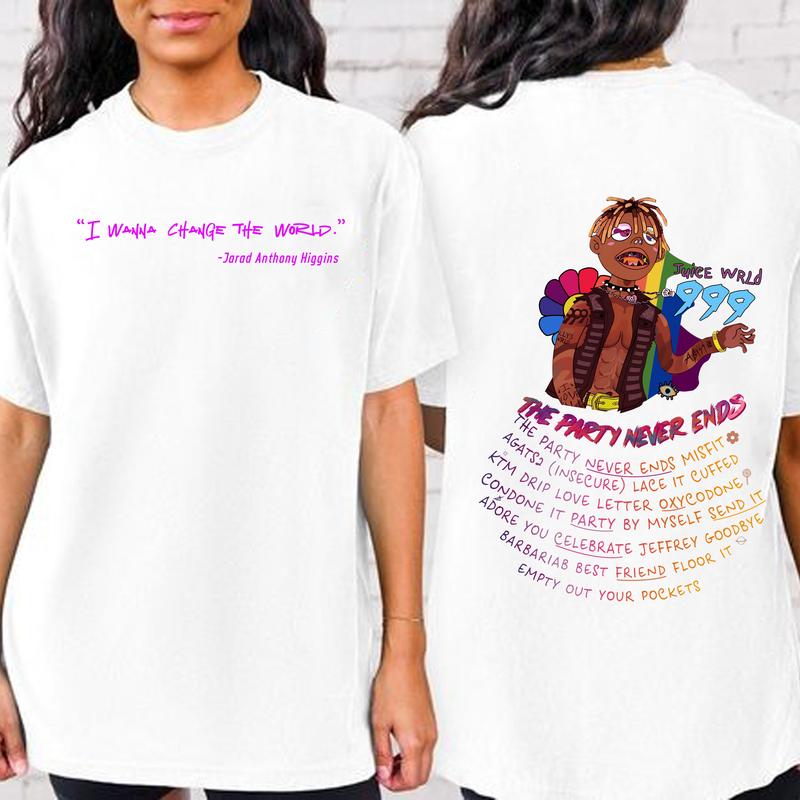 “I WANNA CHANGE THE WORLD.”
-Jarad Anthony Higgins
JUICE WRLD
999
THE PARTY NEVER ENDS
THE PARTY NEVER ENDS MISFIT
AGATS2 (INSECURE) LACE IT CUFFED
KTM DRIP LOVE LETTER OXYCODONE
CONDONE IT PARTY BY MYSELF SEND IT
ADORE YOU CELEBRATE JEFFREY GOODBYE
BARBARIAB BEST FRIEND FLOOR IT
EMPTY OUT YOUR POCKETS